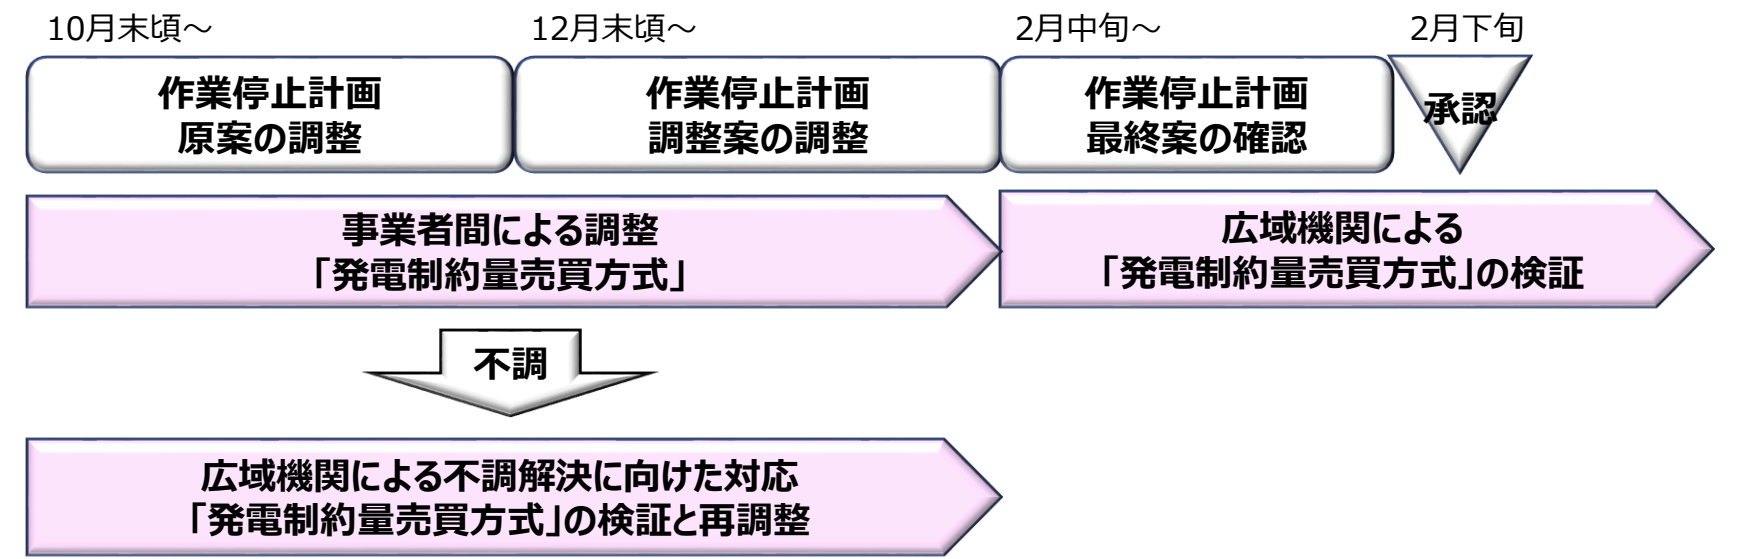 10月末頃～
12月末頃～
2月中旬～
2月下旬
作業停止計画
原案の調整
作業停止計画
調整案の調整
作業停止計画
最終案の確認
承認
事業者間による調整
「発電制約量売買方式」
広域機関による
「発電制約量売買方式」の検証
不調
広域機関による不調解決に向けた対応
「発電制約量売買方式」の検証と再調整